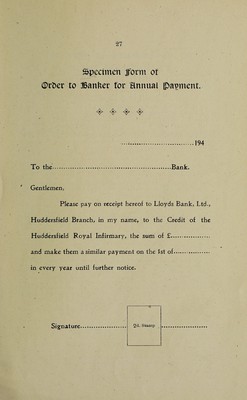 27
Specimen Form of
Order to Banker for Annual Payment.
............................194
To the..................................................Bank.
Gentlemen,
Please pay on receipt hereof to Lloyds Bank, Ltd.,
Huddersfield Branch, in my name, to the Credit of the
Huddersfield Royal Infirmary, the sum of £................
and make them a similar payment on the 1st of...............
in every year until further notice.
Signature................... 2d. Stamp ...................